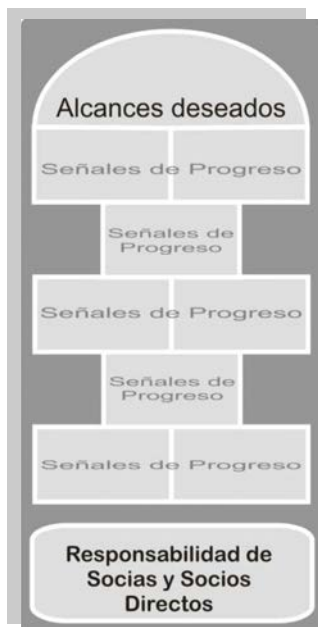 Alcances deseados
Señales de Progreso
Señales de
Progreso
Señales de Progreso
Señales de
Progreso
Señales de Progreso
Responsabilidad de
Socias y Socios
Directos